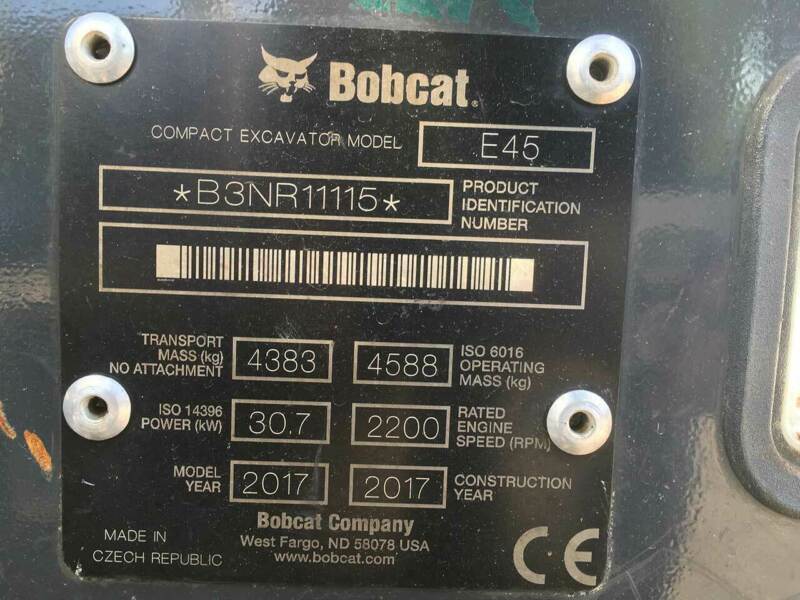 Bobcat.
COMPACT EXCAVATOR MODEL E45
*B3NR11115*
PRODUCT
IDENTIFICATION
NUMBER
TRANSPORT
MASS (kg)
NO ATTACHMENT
4383
4588
ISO 6016
OPERATING
MASS (kg)
ISO 14396
POWER (kW)
30.7
2200
RATED
ENGINE
SPEED (RPM)
MODEL
YEAR
2017
2017
CONSTRUCTION
YEAR
Bobcat Company
West Fargo, ND 58078 USA
www.bobcat.com
MADE IN
CZECH REPUBLIC
CE